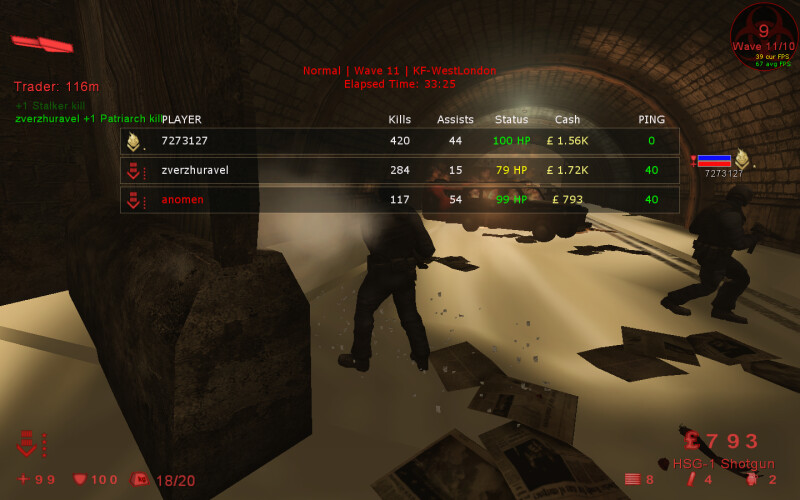 9
Wave 11/10
39 cur FPS
67 avg FPS
Normal | Wave 11 | KF-WestLondon
Elapsed Time: 33:25
Trader: 116m
+1 Stalker kill
zverzhuravel +1 Patriarch kill
PLAYER Kills Assists Status Cash PING
7273127 420 44 100 HP £ 1.56K 0
zverzhuravel 284 15 79 HP £ 1.72K 40
anomen 117 54 99 HP £ 793 40
7273127
£793
HSG-1 Shotgun
+99 100 18/20 8 4 2